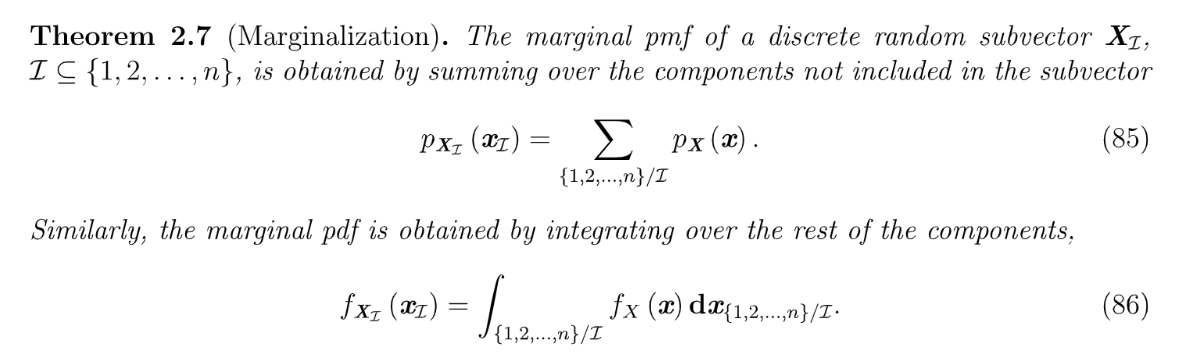 Theorem 2.7 (Marginalization). The marginal pmf of a discrete random subvector X_ℐ,
ℐ ⊆ {1, 2, . . . , n}, is obtained by summing over the components not included in the subvector
p_{X_ℐ} (x_ℐ) = ∑_{{1,2,...,n}/ℐ} p_X (x) . (85)
Similarly, the marginal pdf is obtained by integrating over the rest of the components,
f_{X_ℐ} (x_ℐ) = ∫_{{1,2,...,n}/ℐ} f_X (x) dx_{{1,2,...,n}/ℐ}. (86)